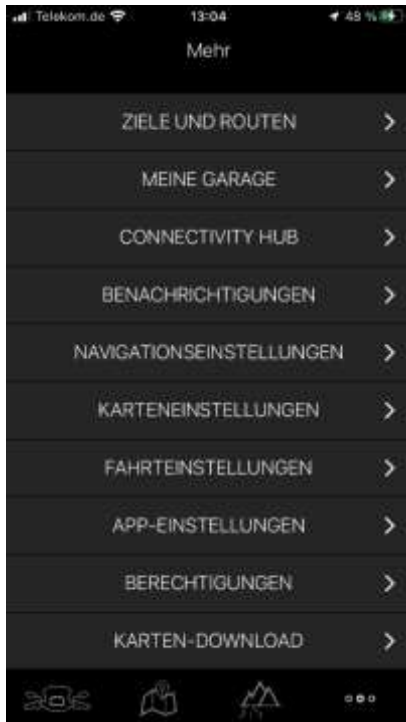 Telekom.de 13:04 48 %
Mehr
ZIELE UND ROUTEN
MEINE GARAGE
CONNECTIVITY HUB
BENACHRICHTIGUNGEN
NAVIGATIONSEINSTELLUNGEN
KARTENEINSTELLUNGEN
FAHRTEINSTELLUNGEN
APP-EINSTELLUNGEN
BERECHTIGUNGEN
KARTEN-DOWNLOAD